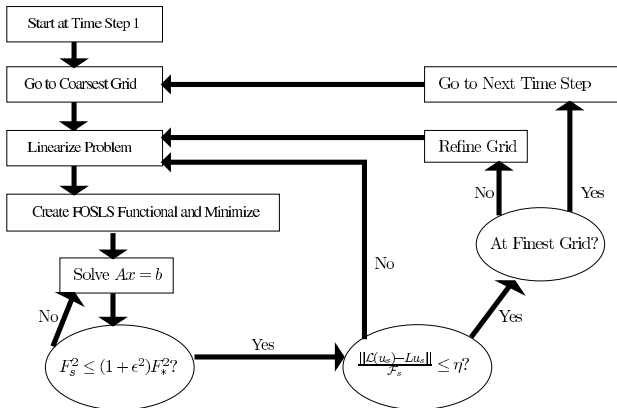 Start at Time Step 1
Go to Coarsest Grid
Go to Next Time Step
Linearize Problem
Refine Grid
No
Yes
Create FOSLS Functional and Minimize
At Finest Grid?
Solve Ax = b
No
No
Yes
Yes
F_s^2 ≤ (1 + ϵ^2)F_*^2?
||ℒ(u_s)−Lu_s|| / ℱ_s ≤ η?